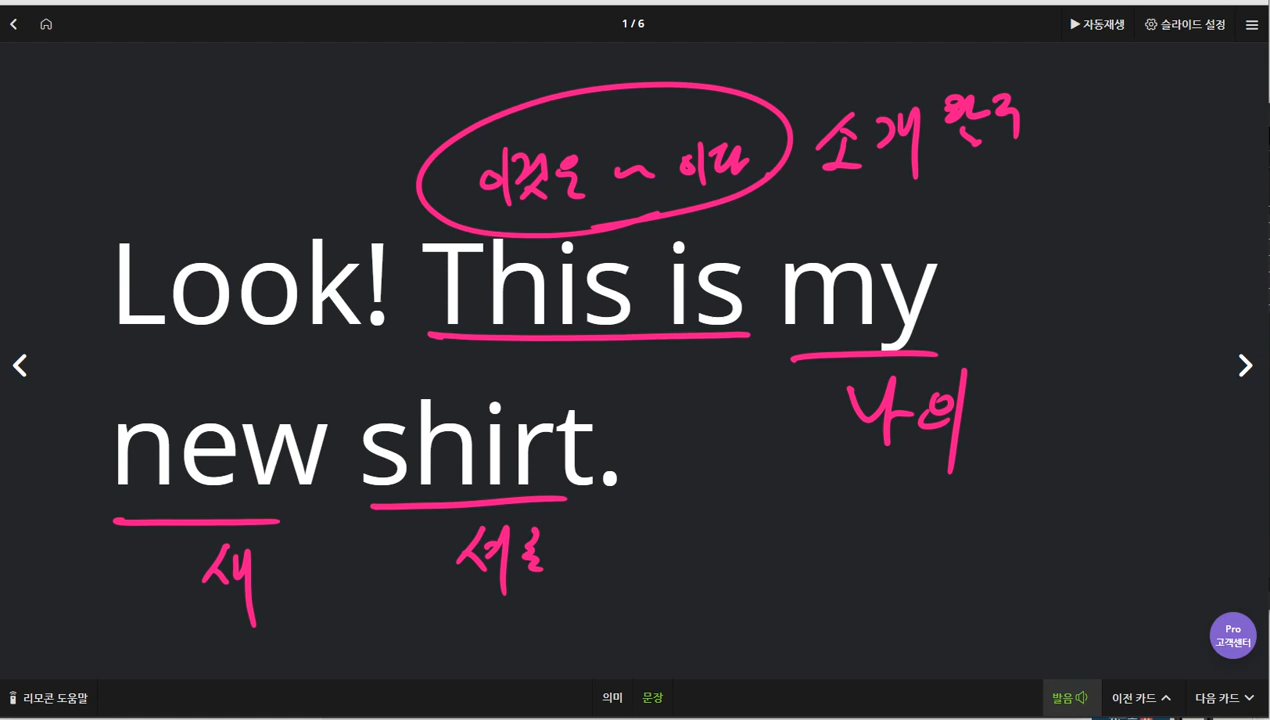 1 / 6
자동재생
슬라이드 설정
이것은 ~ 이다
소개
Look! This is my
나의
new shirt.
새
셔츠
Pro
고객센터
리모콘 도움말
의미
문장
발음
이전 카드
다음 카드